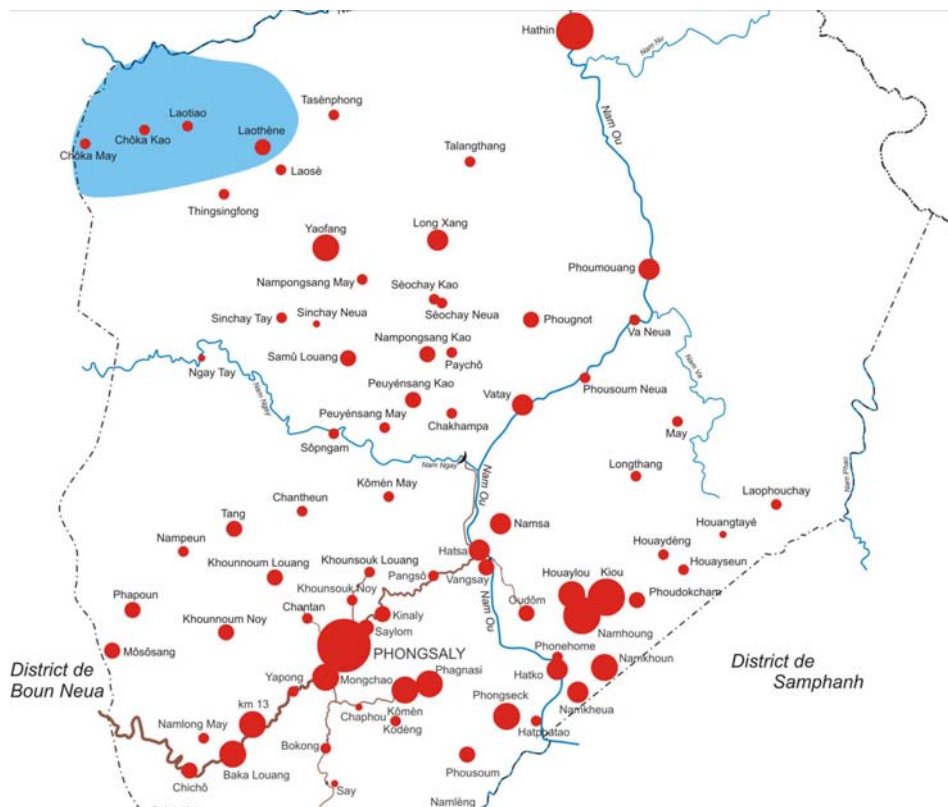 Hathin
Nam Nu
Tasènphong
Laotiao
Chôka Kao
Laothène
Nam Ou
Chôka May
Talangthang
Laosè
Thingsingfong
Long Xang
Yaofang
Phoumouang
Nampongsang May
Sèochay Kao
Sèochay Neua
Sinchay Tay
Sinchay Neua
Phougnot
Va Neua
Nampongsang Kao
Samû Louang
Paychô
Ngay Tay
Nam Ngay
Nam Vé
Phousoum Neua
Peuyénsang Kao
Vatay
Peuyénsang May
Chakhampa
May
Sôpngam
Nam Ngay
Longthang
Nam Ou
Nam Phao
Kômèn May
Laophouchay
Chantheun
Tang
Namsa
Houangtayé
Nampeun
Hatsa
Houaydèng
Khounsouk Louang
Khounnoum Louang
Pangsô
Vangsay
Houayseun
Houaylou
Kiou
Khounsouk Noy
Phapoun
Chantan
Kinaly
Oudôm
Phoudokcham
Nam Ou
Khounnoum Noy
Saylom
Namhoung
PHONGSALY
Phonehome
Môsôsang
District de
Boun Neua
District de
Samphanh
Hatko
Namkhoun
Yapong
Mongchao
Phagnasi
Kômèn
Phongseck
Namkheua
km 13
Chaphou
Kodèng
Hatphatao
Namlong May
Bokong
Baka Louang
Chichô
Phousoum
Say
Namlèng